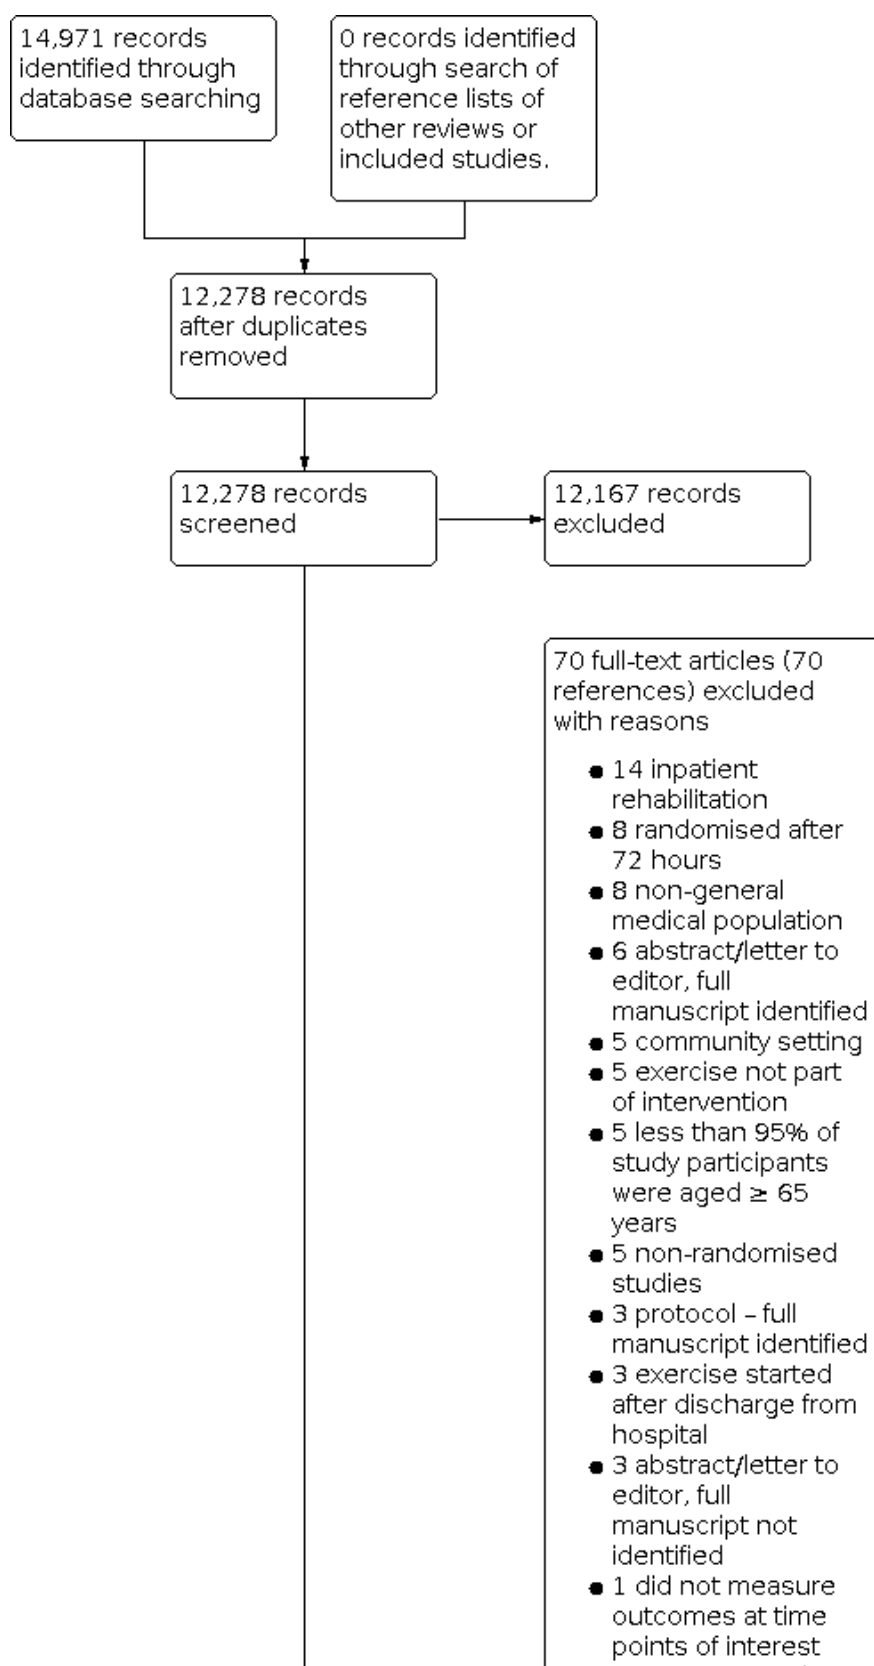 14,971 records
identified through
database searching
0 records identified
through search of
reference lists of
other reviews or
included studies.
12,278 records
after duplicates
removed
12,278 records
screened
12,167 records
excluded
70 full-text articles (70
references) excluded
with reasons
● 14 inpatient
rehabilitation
● 8 randomised after
72 hours
● 8 non-general
medical population
● 6 abstract/letter to
editor, full
manuscript identified
● 5 community setting
● 5 exercise not part
of intervention
● 5 less than 95% of
study participants
were aged ≥ 65
years
● 5 non-randomised
studies
● 3 protocol – full
manuscript identified
● 3 exercise started
after discharge from
hospital
● 3 abstract/letter to
editor, full
manuscript not
identified
● 1 did not measure
outcomes at time
points of interest